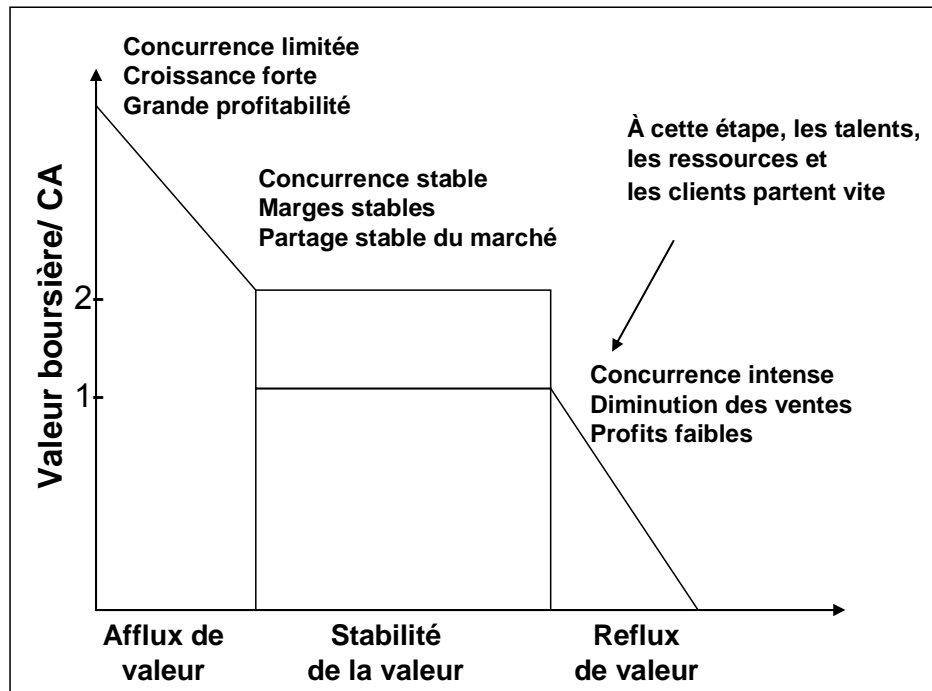 Concurrence limitée
Croissance forte
Grande profitabilité
À cette étape, les talents,
les ressources et
les clients partent vite
Concurrence stable
Marges stables
Partage stable du marché
Valeur boursière/ CA
2
1
Concurrence intense
Diminution des ventes
Profits faibles
Afflux de
valeur
Stabilité
de la valeur
Reflux
de valeur